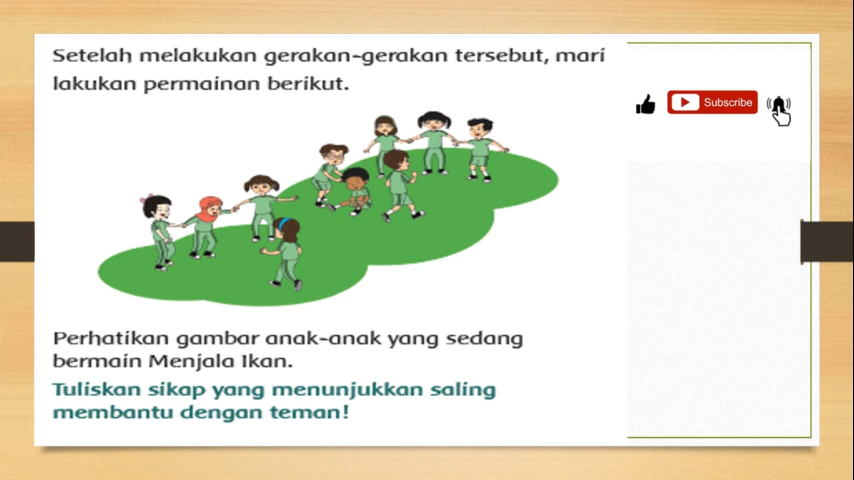 Setelah melakukan gerakan-gerakan tersebut, mari
lakukan permainan berikut.
Subscribe
Perhatikan gambar anak-anak yang sedang
bermain Menjala Ikan.
Tuliskan sikap yang menunjukkan saling
membantu dengan teman!